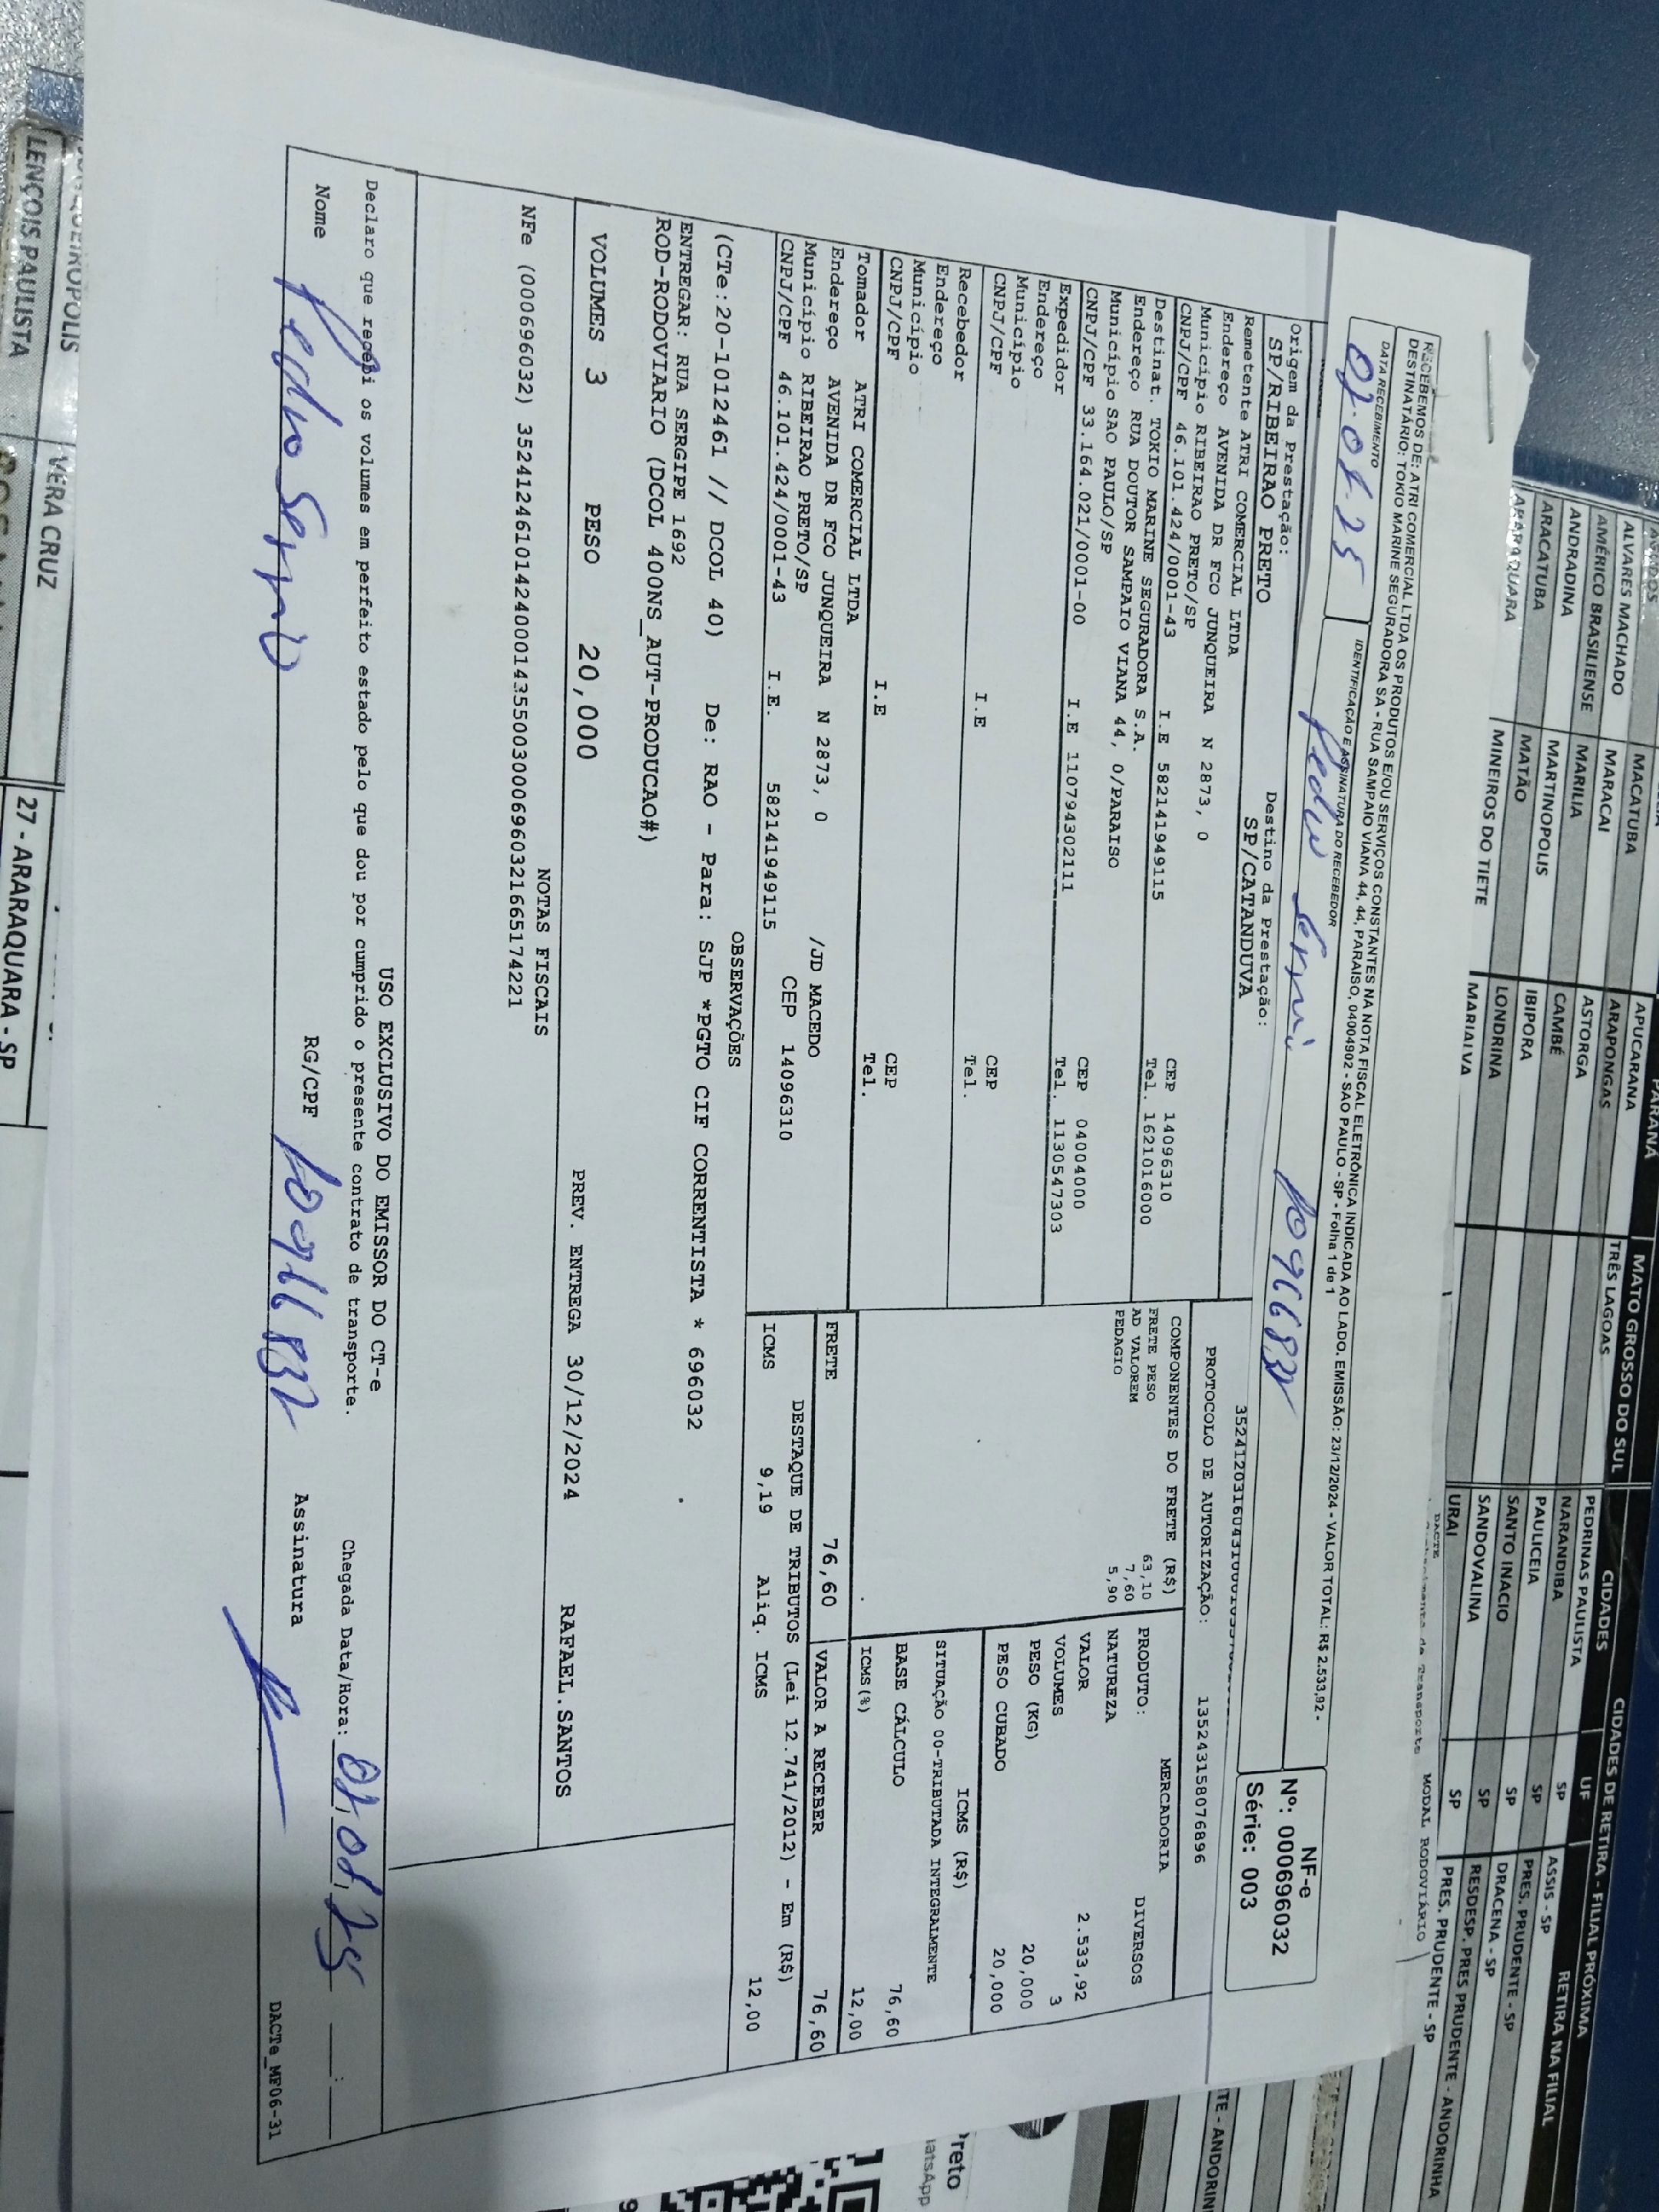 RECEBEMOS DE: ATRI COMERCIAL LTDA OS PRODUTOS E/OU SERVIÇOS CONSTANTES NA NOTA FISCAL ELETRÔNICA INDICADA AO LADO. EMISSÃO: 23/12/2024 - VALOR TOTAL: R$ 2.533,92 -
DESTINATÁRIO: TOKIO MARINE SEGURADORA SA - RUA SAMPAIO VIANA 44, 44, PARAISO, 04004902 - SAO PAULO - SP - Folha 1 de 1
DATA RECEBIMENTO
IDENTIFICAÇÃO E ASSINATURA DO RECEBEDOR
NF-e
Nº: 000696032
Série: 003
Origem da Prestação:
SP/RIBEIRAO PRETO
Destino da Prestação:
SP/CATANDUVA
Remetente ATRI COMERCIAL LTDA
Endereço AVENIDA DR FCO JUNQUEIRA N 2873, 0
Município RIBEIRAO PRETO/SP CEP 14096310
CNPJ/CPF 46.101.424/0001-43 I.E 582141949115 Tel. 1621016000
Destinat. TOKIO MARINE SEGURADORA S.A.
Endereço RUA DOUTOR SAMPAIO VIANA 44, 0/PARAISO
Município SAO PAULO/SP CEP 04004000
CNPJ/CPF 33.164.021/0001-00 I.E 110794302111 Tel. 1130547303
Expedidor
Endereço
Município CEP
CNPJ/CPF I.E Tel.
Recebedor
Endereço
Município CEP
CNPJ/CPF I.E Tel.
Tomador ATRI COMERCIAL LTDA
Endereço AVENIDA DR FCO JUNQUEIRA N 2873, 0 /JD MACEDO
Município RIBEIRAO PRETO/SP CEP 14096310
CNPJ/CPF 46.101.424/0001-43 I.E. 582141949115
PROTOCOLO DE AUTORIZAÇÃO: 135243158076896
COMPONENTES DO FRETE (R$)
FRETE PESO 63,10
AD VALOREM 7,60
PEDAGIO 5,90
MERCADORIA
PRODUTO: DIVERSOS
NATUREZA
VALOR 2.533,92
VOLUMES 3
PESO (KG) 20,000
PESO CUBADO 20,000
ICMS (R$)
SITUAÇÃO 00-TRIBUTADA INTEGRALMENTE
BASE CÁLCULO 76,60
ICMS(%) 12,00
FRETE 76,60 VALOR A RECEBER 76,60
DESTAQUE DE TRIBUTOS (Lei 12.741/2012) - Em (R$)
ICMS 9,19 Aliq. ICMS 12,00
OBSERVAÇÕES
(CTe:20-1012461 // DCOL 40) De: RAO - Para: SJP *PGTO CIF CORRENTISTA * 696032
ENTREGAR: RUA SERGIPE 1692
ROD-RODOVIARIO (DCOL 400NS_AUT-PRODUCAO#)
VOLUMES 3 PESO 20,000 PREV. ENTREGA 30/12/2024 RAFAEL.SANTOS
NOTAS FISCAIS
NFe (000696032) 35241246101424000143550030006960321665174221
USO EXCLUSIVO DO EMISSOR DO CT-e
Declaro que recebi os volumes em perfeito estado pelo que dou por cumprido o presente contrato de transporte.
Chegada Data/Hora:
Nome RG/CPF Assinatura
DACTe_MF06-31
LENÇOIS PAULISTA
VERA CRUZ
27 - ARARAQUARA - SP
ALVARES MACHADO
AMÉRICO BRASILIENSE
ANDRADINA
ARACATUBA
ARARAQUARA
MACATUBA
MARACAI
MARILIA
MARTINOPOLIS
MATÃO
MINEIROS DO TIETE
PARANÁ
APUCARANA
ARAPONGAS
ASTORGA
CAMBÉ
IBIPORA
LONDRINA
MARIALVA
MATO GROSSO DO SUL
TRÊS LAGOAS
CIDADES DE RETIRA - FILIAL PRÓXIMA
CIDADES UF RETIRA NA FILIAL
PEDRINAS PAULISTA SP ASSIS - SP
NARANDIBA SP PRES. PRUDENTE - SP
PAULICEIA SP DRACENA - SP
SANTO INACIO SP RESDESP. PRES PRUDENTE - ANDORINHA
SANDOVALINA SP PRES. PRUDENTE - SP
URAI SP
MODAL RODOVIÁRIO